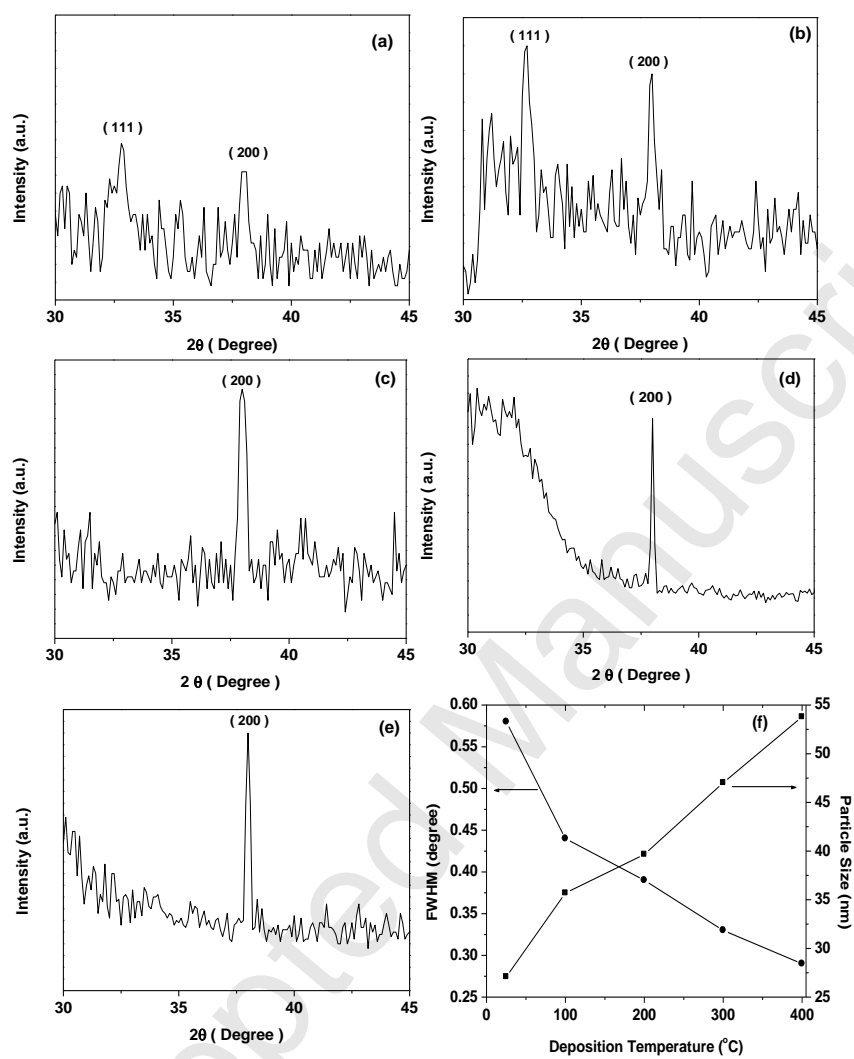 (a)
( 111 )
( 200 )
Intensity (a.u.)
30 35 40 45
2θ ( Degree)
(b)
( 111 )
( 200 )
Intensity (a.u.)
30 35 40 45
2θ ( Degree )
(c)
( 200 )
Intensity (a.u.)
30 35 40 45
2 θ ( Degree )
(d)
( 200 )
Intensity ( a.u.)
30 35 40 45
2 θ ( Degree )
(e)
( 200 )
Intensity (a.u.)
30 35 40 45
2θ ( Degree )
(f)
0.60
0.55
0.50
0.45
0.40
0.35
0.30
0.25
FWHM (degree)
55
50
45
40
35
30
25
Particle Size (nm)
0 100 200 300 400
Deposition Temperature (°C)
epted Manuscri